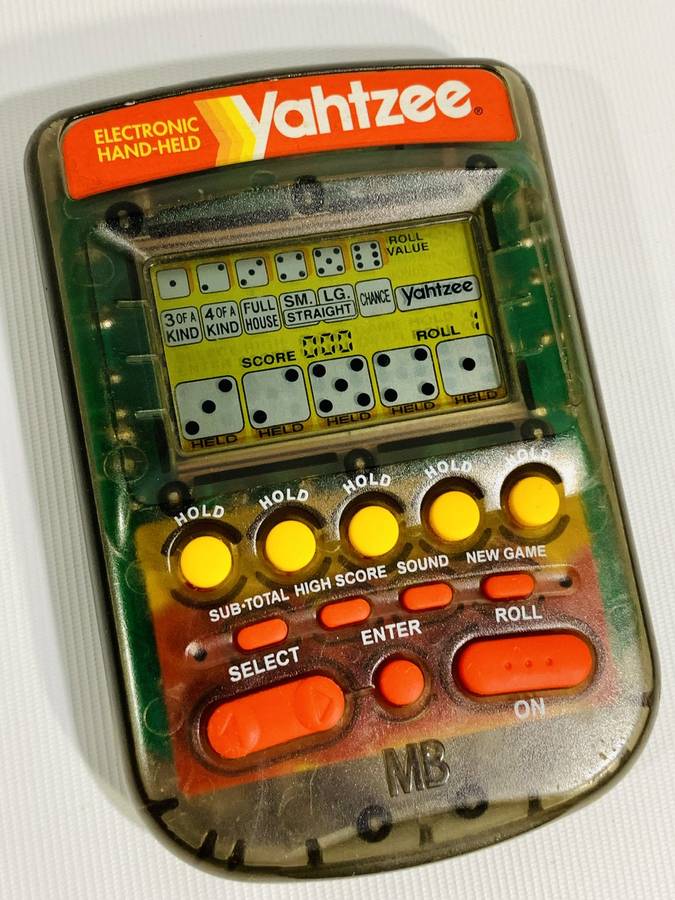 ELECTRONIC
HAND-HELD
Yahtzee®
ROLL
VALUE
3 OF A
KIND
4 OF A
KIND
FULL
HOUSE
SM. LG.
STRAIGHT
CHANCE
Yahtzee
SCORE 000
ROLL 1
HELD HELD HELD HELD HELD
HOLD HOLD HOLD HOLD HOLD
SUB-TOTAL HIGH SCORE SOUND NEW GAME
SELECT ENTER ROLL
ON
MB